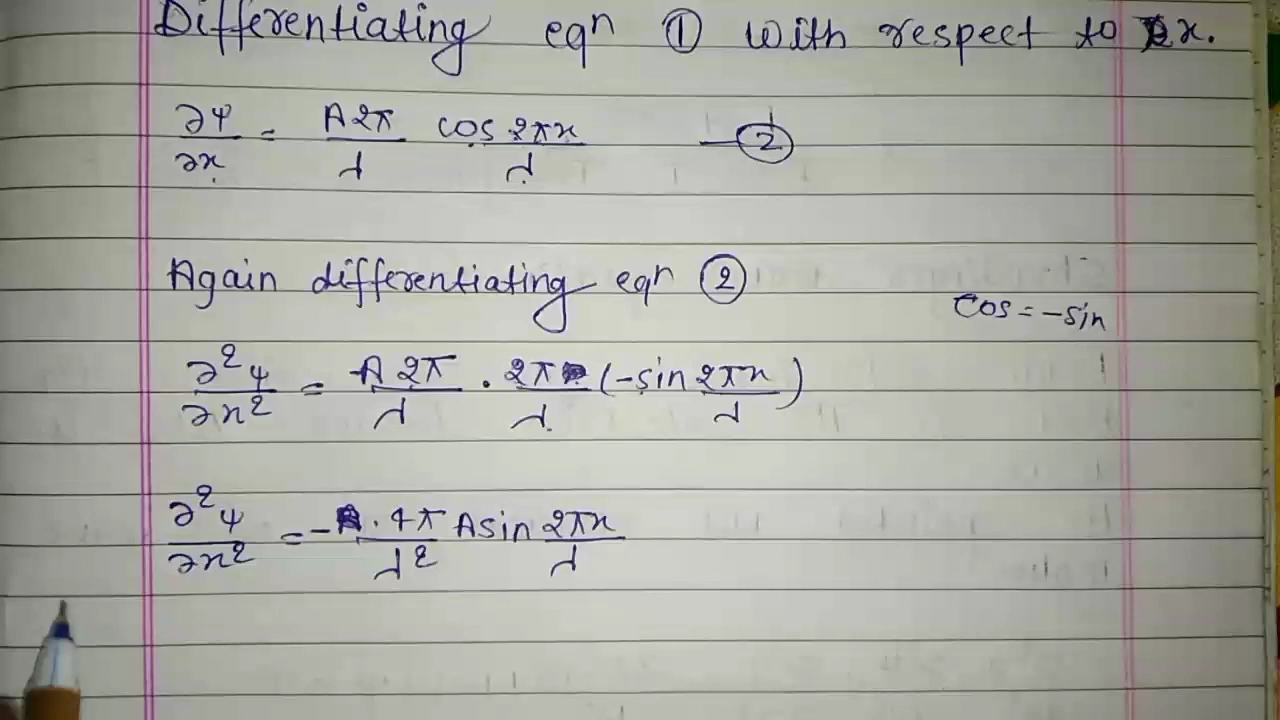 Differentiating eqn ① with respect to x.
∂ψ/∂x = A2π/λ cos 2πx/λ —②
Again differentiating eqn ②
cos = -sin
∂²ψ/∂x² = A2π/λ . 2π/λ (-sin 2πx/λ)
∂²ψ/∂x² = - . 4π/λ² A sin 2πx/λ